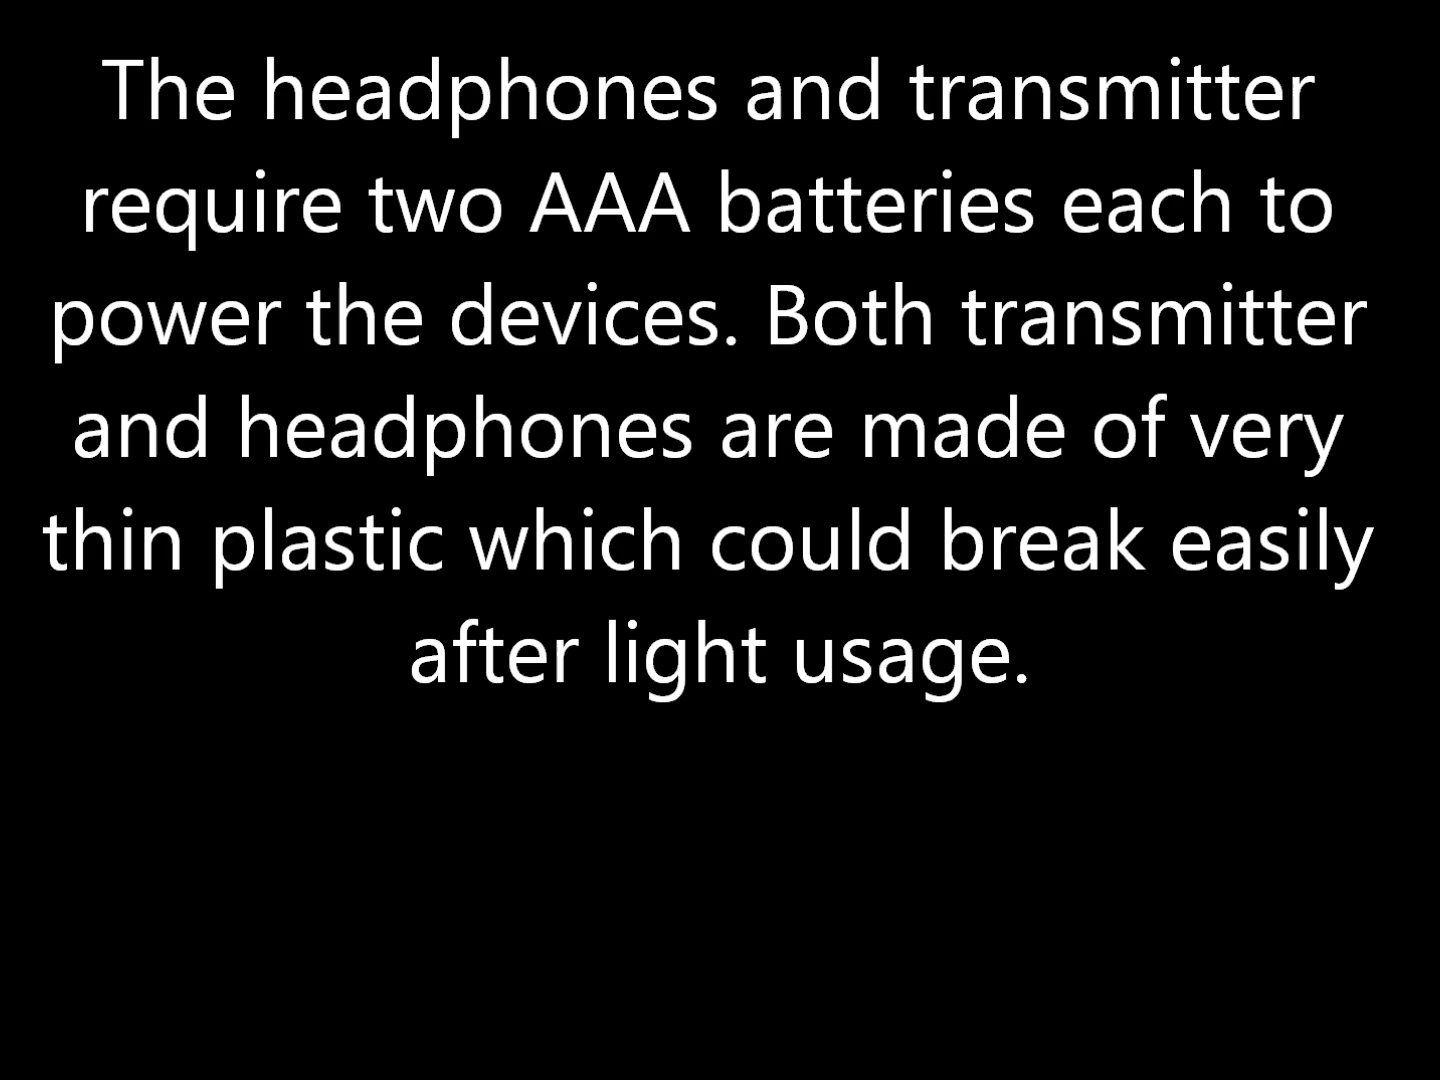 The headphones and transmitter
require two AAA batteries each to
power the devices. Both transmitter
and headphones are made of very
thin plastic which could break easily
after light usage.